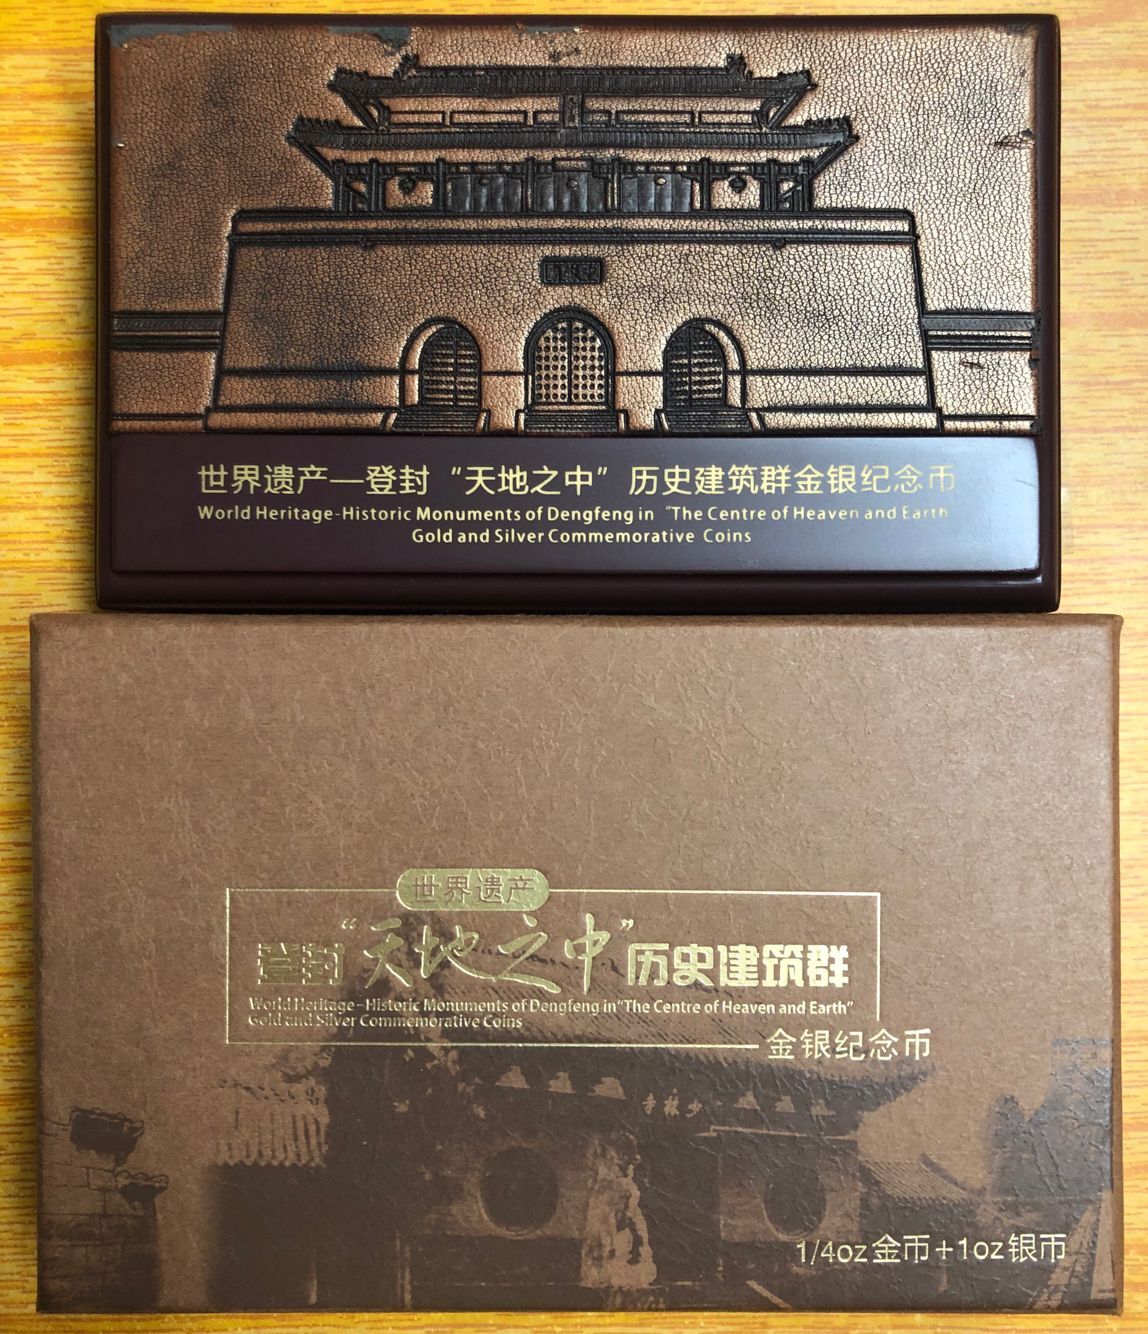 世界遗产—登封“天地之中”历史建筑群金银纪念币
World Heritage-Historic Monuments of Dengfeng in "The Centre of Heaven and Earth
Gold and Silver Commemorative Coins
世界遗产
登封“天地之中”历史建筑群
World Heritage-Historic Monuments of Dengfeng in"The Centre of Heaven and Earth"
Gold and Silver Commemorative Coins
金银纪念币
寺林少
1/4oz金币+1oz银币